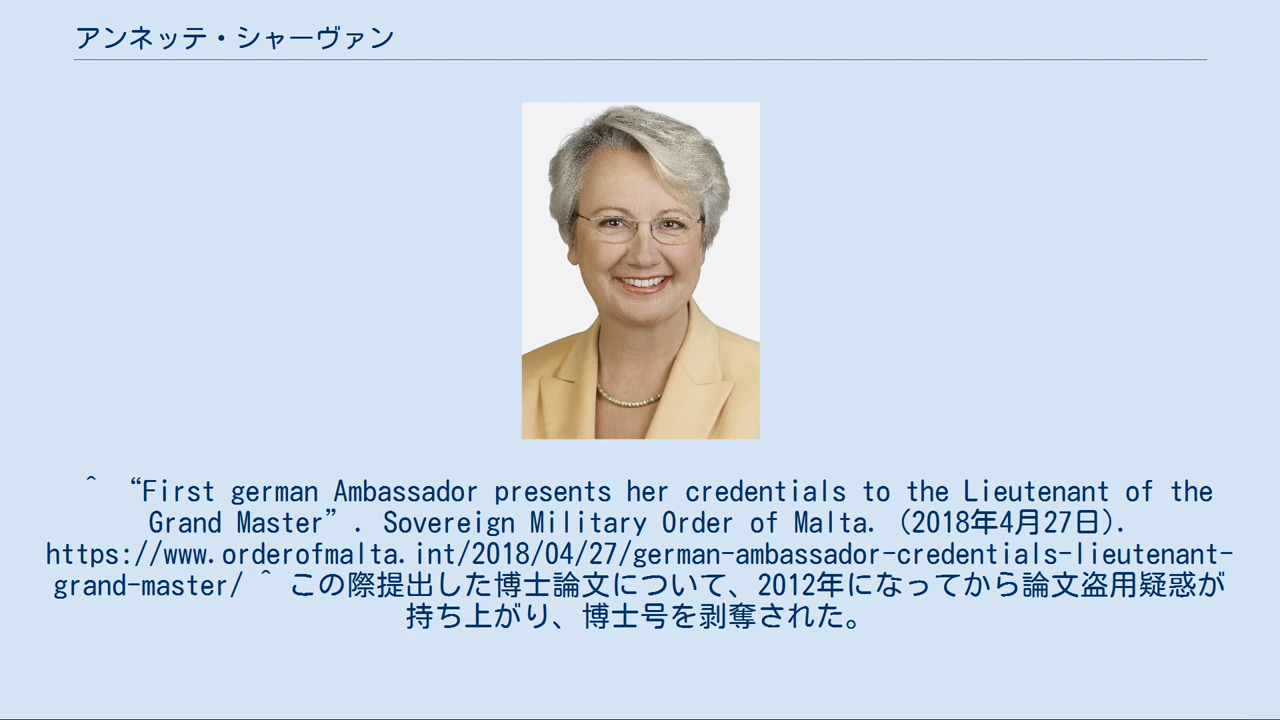 アンネッテ・シャーヴァン
^ “First german Ambassador presents her credentials to the Lieutenant of the
Grand Master”. Sovereign Military Order of Malta. (2018年4月27日).
https://www.orderofmalta.int/2018/04/27/german-ambassador-credentials-lieutenant-
grand-master/ ^ この際提出した博士論文について、2012年になってから論文盗用疑惑が
持ち上がり、博士号を剥奪された。